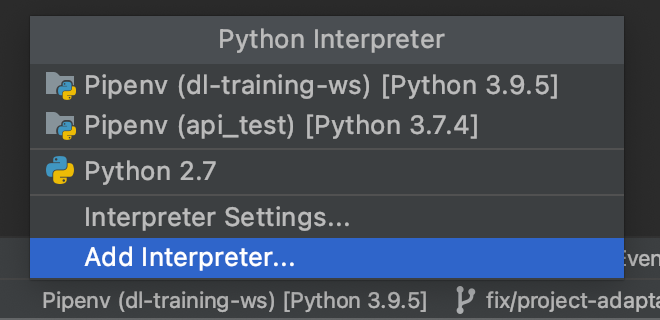 Python Interpreter
Pipenv (dl-training-ws) [Python 3.9.5]
Pipenv (api_test) [Python 3.7.4]
Python 2.7
Interpreter Settings...
Add Interpreter...
Pipenv (dl-training-ws) [Python 3.9.5] fix/project-adapta